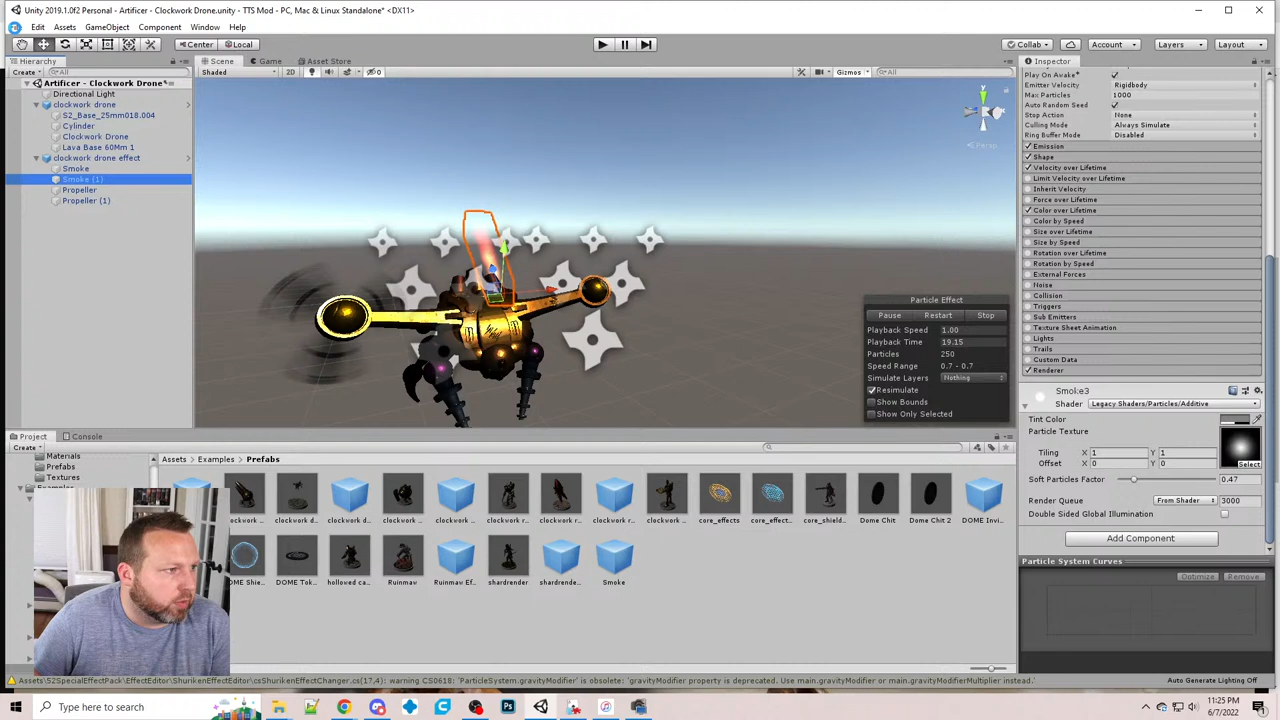 Unity 2019.1.0f2 Personal - Artificer - Clockwork Drone.unity - TTS Mod - PC, Mac & Linux Standalone* <DX11>
Edit Assets GameObject Component Window Help
Center Local
Collab Account Layers Layout
Hierarchy
Create All
Artificer - Clockwork Drone*
Directional Light
clockwork drone
S2_Base_25mm018.004
Cylinder
Clockwork Drone
Lava Base 60Mm 1
clockwork drone effect
Smoke
Smoke (1)
Propeller
Propeller (1)
Scene Game Asset Store
Shaded 2D 0 Gizmos All
Persp
Particle Effect
Pause Restart Stop
Playback Speed 1.00
Playback Time 19.15
Particles 250
Speed Range 0.7 - 0.7
Simulate Layers Nothing
Resimulate
Show Bounds
Show Only Selected
Inspector
Play On Awake*
Emitter Velocity Rigidbody
Max Particles 1000
Auto Random Seed
Stop Action None
Culling Mode Always Simulate
Ring Buffer Mode Disabled
Emission
Shape
Velocity over Lifetime
Limit Velocity over Lifetime
Inherit Velocity
Force over Lifetime
Color over Lifetime
Color by Speed
Size over Lifetime
Size by Speed
Rotation over Lifetime
Rotation by Speed
External Forces
Noise
Collision
Triggers
Sub Emitters
Texture Sheet Animation
Lights
Trails
Custom Data
Renderer
Smoke3
Shader Legacy Shaders/Particles/Additive
Tint Color
Particle Texture
Tiling X 1 Y 1
Offset X 0 Y 0
Select
Soft Particles Factor 0.47
Render Queue From Shader 3000
Double Sided Global Illumination
Add Component
Particle System Curves
Optimize Remove
Project Console
Create
Materials
Prefabs
Textures
Assets Examples Prefabs
lockwork ... clockwork d... clockwork d... clockwork ... clockwork ... clockwork r... clockwork r... clockwork r... clockwork ... core_effects core_effect... core_shield... Dome Chit Dome Chit 2 DOME Invi...
OME Shie... DOME Tok... hollowed ca... Ruinmav Ruinmav Ef... shardrender shardrende... Smoke
Assets/S2SpecialEffectPack/EffectEditor/csShurikenEffectChanger.cs(17,4): warning CS0618: 'ParticleSystem.gravityModifier' is obsolete: 'gravityModifier property is deprecated. Use main.gravityModifier or main.gravityModifierMultiplier instead.'
Auto Generate Lighting Off
Type here to search
11:25 PM
6/7/2022